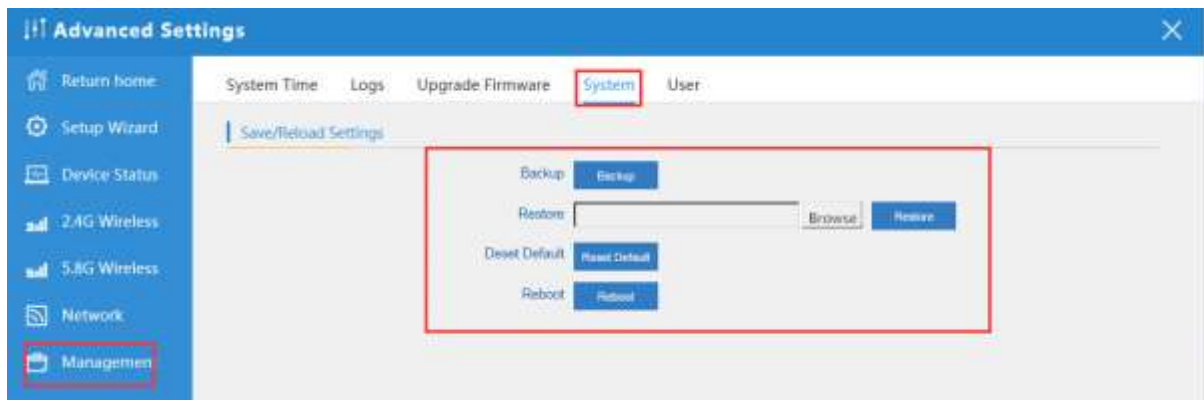 Advanced Settings
Return home
Setup Wizard
Device Status
2.4G Wireless
5.8G Wireless
Network
Managemen
System Time Logs Upgrade Firmware System User
Save/Reload Settings
Backup Backup
Restore Browse Restore
Deset Default Reset Default
Reboot Reboot